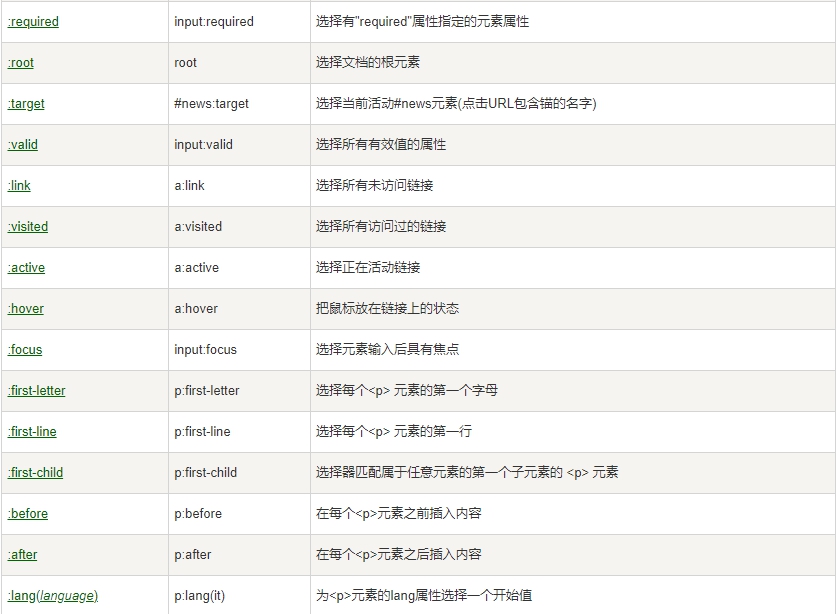 :required input:required 选择有"required"属性指定的元素属性
:root root 选择文档的根元素
:target #news:target 选择当前活动#news元素(点击URL包含锚的名字)
:valid input:valid 选择所有有效值的属性
:link a:link 选择所有未访问链接
:visited a:visited 选择所有访问过的链接
:active a:active 选择正在活动链接
:hover a:hover 把鼠标放在链接上的状态
:focus input:focus 选择元素输入后具有焦点
:first-letter p:first-letter 选择每个<p> 元素的第一个字母
:first-line p:first-line 选择每个<p> 元素的第一行
:first-child p:first-child 选择器匹配属于任意元素的第一个子元素的 <p> 元素
:before p:before 在每个<p>元素之前插入内容
:after p:after 在每个<p>元素之后插入内容
:lang(language) p:lang(it) 为<p>元素的lang属性选择一个开始值